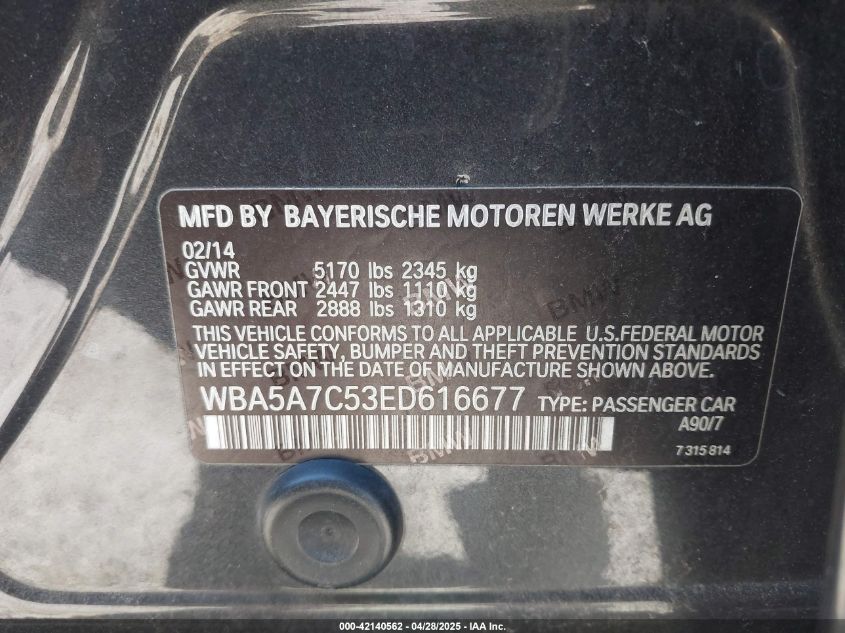 MFD BY BAYERISCHE MOTOREN WERKE AG
02/14
GVWR 5170 lbs 2345 kg
GAWR FRONT 2447 lbs 1110 kg
GAWR REAR 2888 lbs 1310 kg
THIS VEHICLE CONFORMS TO ALL APPLICABLE U.S.FEDERAL MOTOR
VEHICLE SAFETY, BUMPER AND THEFT PREVENTION STANDARDS
IN EFFECT ON THE DATE OF MANUFACTURE SHOWN ABOVE.
WBA5A7C53ED616677 TYPE: PASSENGER CAR
A90/7
7 315 814
000-42140562 - 04/28/2025 - IAA Inc.